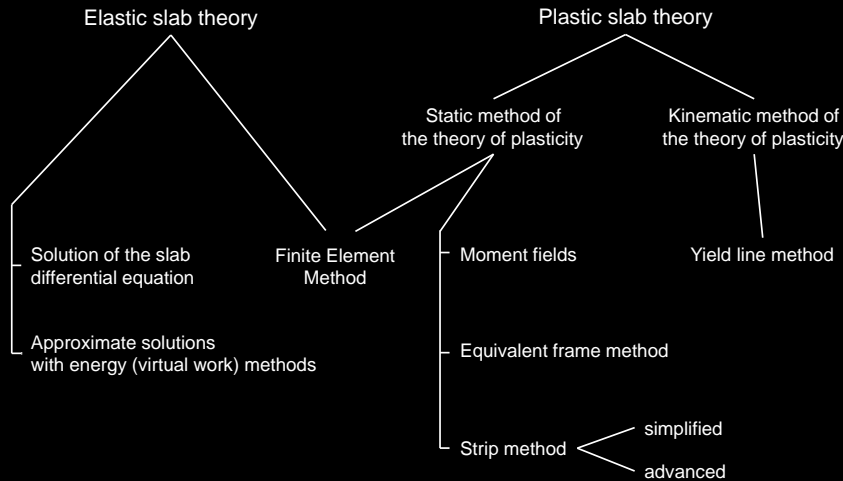 Elastic slab theory
Plastic slab theory
Static method of
the theory of plasticity
Kinematic method of
the theory of plasticity
Solution of the slab
differential equation
Finite Element
Method
Moment fields
Yield line method
Approximate solutions
with energy (virtual work) methods
Equivalent frame method
Strip method
simplified
advanced